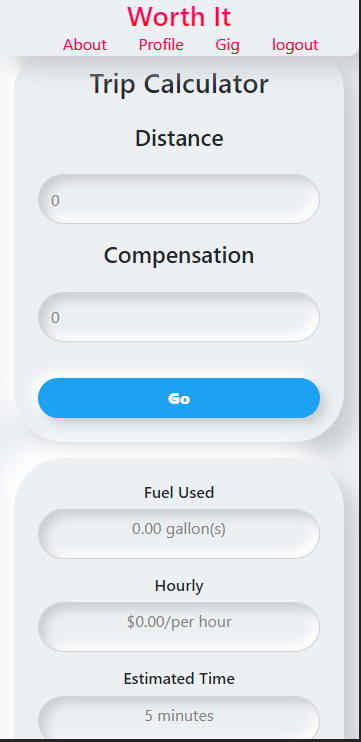 Worth It
About Profile Gig logout
Trip Calculator
Distance
0
Compensation
0
Go
Fuel Used
0.00 gallon(s)
Hourly
$0.00/per hour
Estimated Time
5 minutes